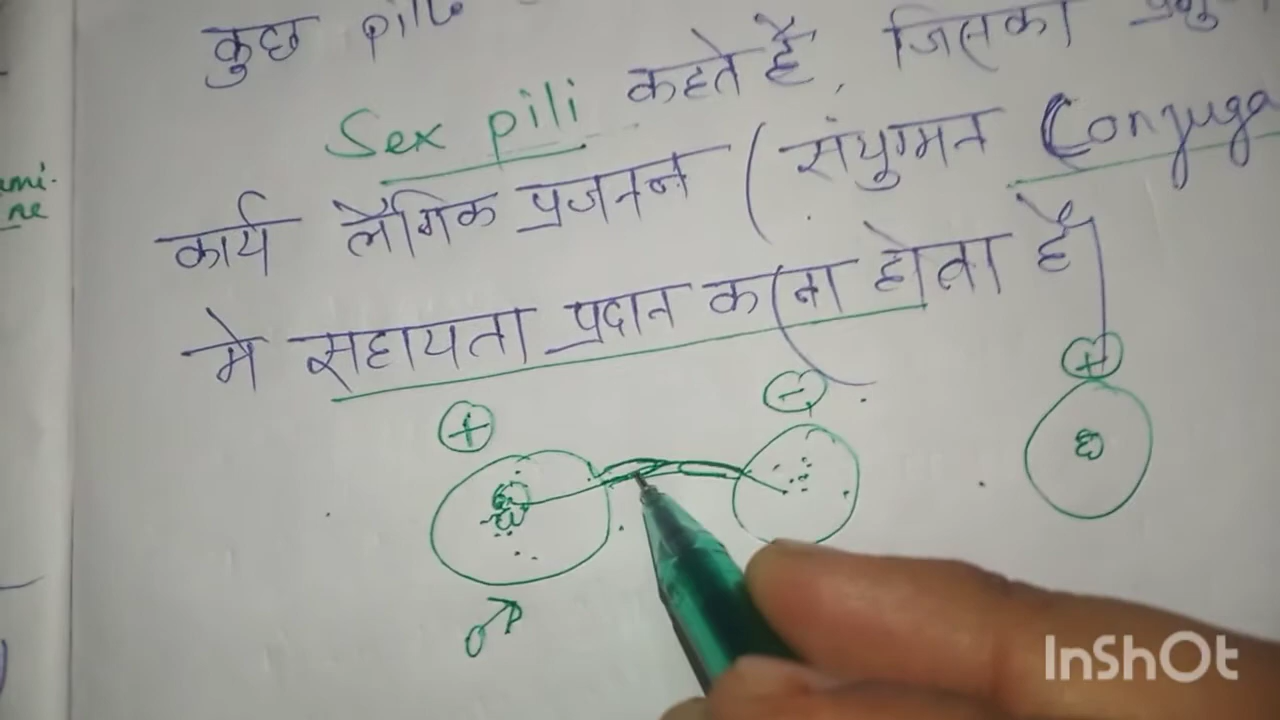 कुछ pili
Sex pili कहते हैं, जिसका
कार्य लैंगिक प्रजनन (संयुग्मन Conjuga
मे सहायता प्रदान करना होता है
+
-
+
♂
InShOt